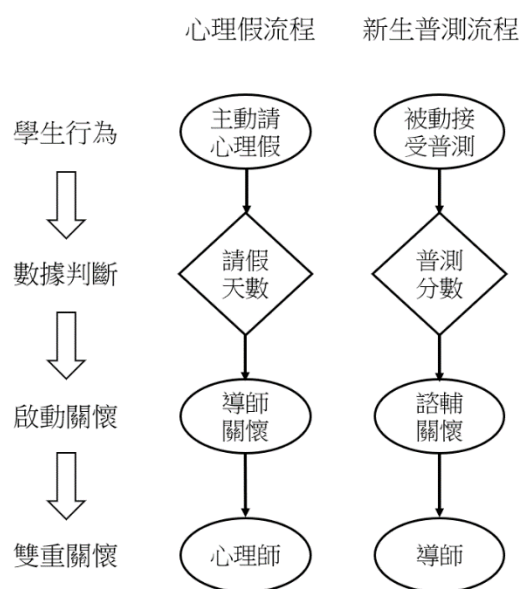 心理假流程 新生普測流程
學生行為
主動請
心理假
被動接
受普測
數據判斷
請假
天數
普測
分數
啟動關懷
導師
關懷
諮輔
關懷
雙重關懷
心理師
導師